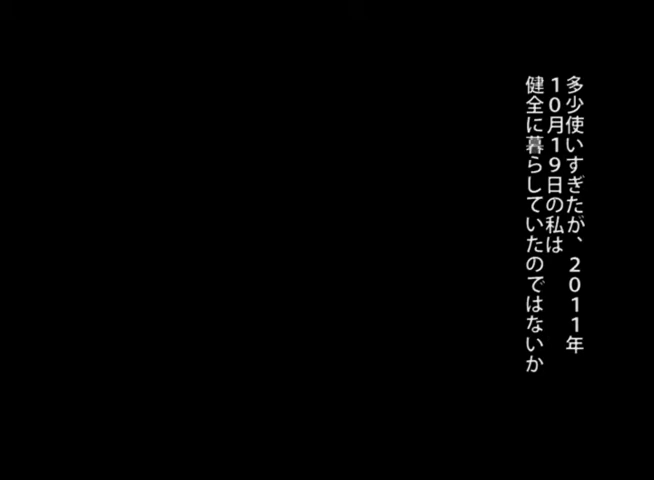 多少使いすぎたが、２０１１年
１０月１９日の私は
健全に暮らしていたのではないか